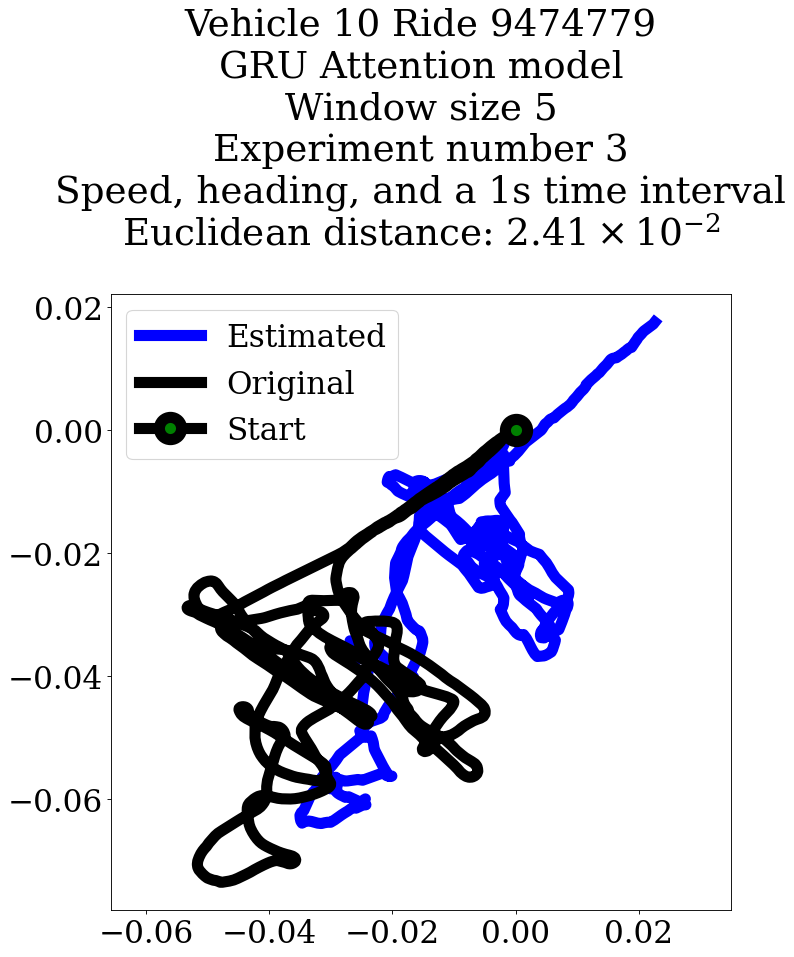 Vehicle 10 Ride 9474779
GRU Attention model
Window size 5
Experiment number 3
Speed, heading, and a 1s time interval
Euclidean distance: 2.41 × 10⁻²
0.02
0.00
−0.02
−0.04
−0.06
Estimated
Original
Start
−0.06 −0.04 −0.02 0.00 0.02